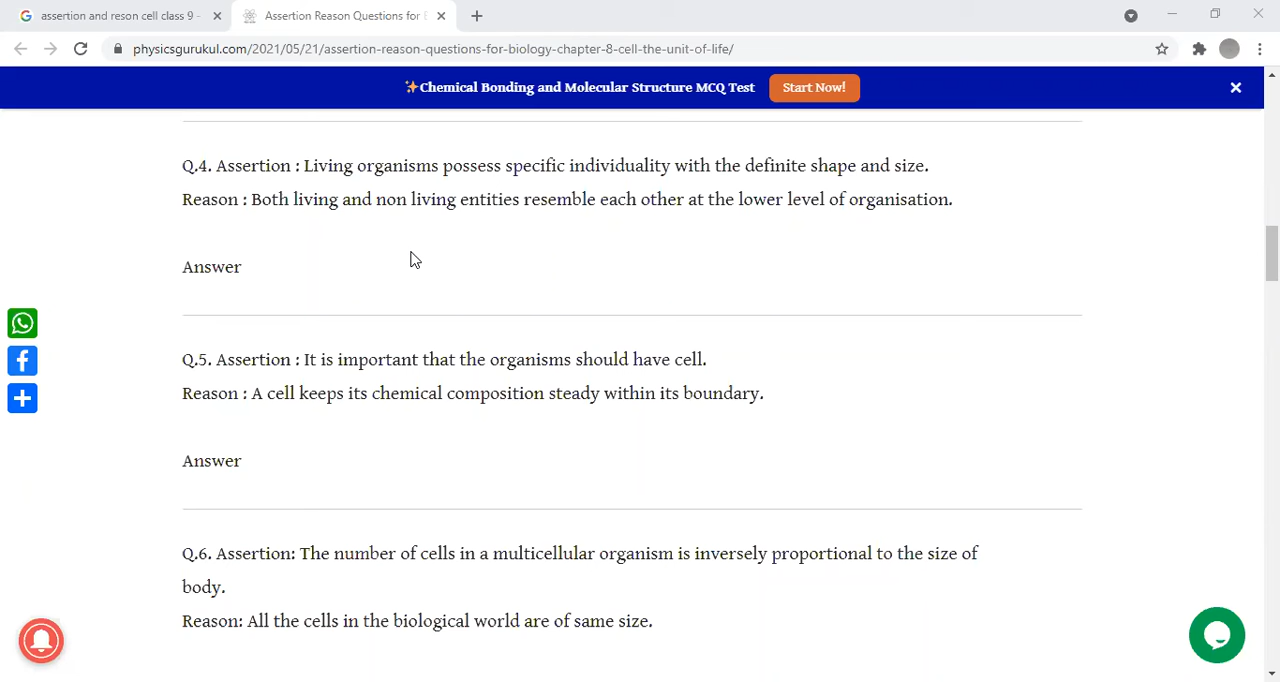 assertion and reson cell class 9 -
Assertion Reason Questions for
physicsgurukul.com/2021/05/21/assertion-reason-questions-for-biology-chapter-8-cell-the-unit-of-life/
✨Chemical Bonding and Molecular Structure MCQ Test Start Now!
Q.4. Assertion : Living organisms possess specific individuality with the definite shape and size.
Reason : Both living and non living entities resemble each other at the lower level of organisation.
Answer
Q.5. Assertion : It is important that the organisms should have cell.
Reason : A cell keeps its chemical composition steady within its boundary.
Answer
Q.6. Assertion: The number of cells in a multicellular organism is inversely proportional to the size of
body.
Reason: All the cells in the biological world are of same size.